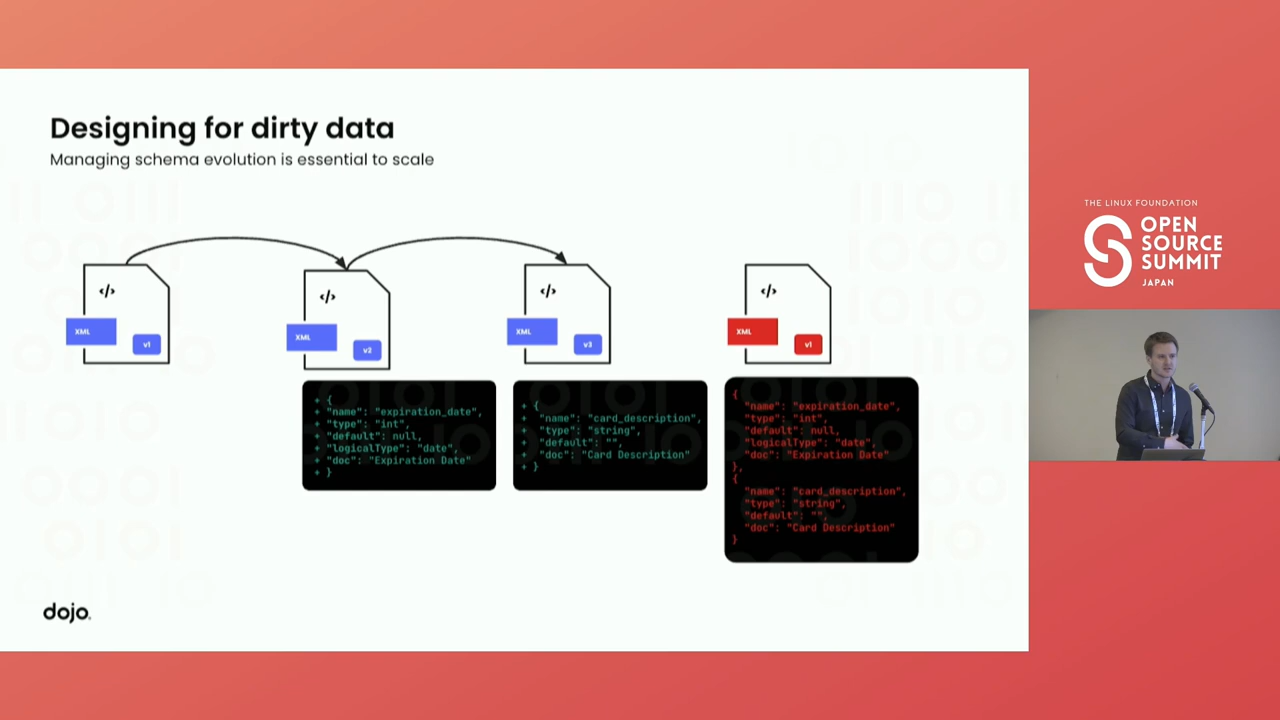 Designing for dirty data
Managing schema evolution is essential to scale
</>
XML
v1
</>
XML
v2
</>
XML
v3
</>
XML
v1
+ {
+ "name": "expiration_date",
+ "type": "int",
+ "default": null,
+ "logicalType": "date",
+ "doc": "Expiration Date"
+ }
+ {
+ "name": "card_description",
+ "type": "string",
+ "default": "",
+ "doc": "Card Description"
+ }
{
"name": "expiration_date",
"type": "int",
"default": null,
"logicalType": "date",
"doc": "Expiration Date"
},
{
"name": "card_description",
"type": "string",
"default": "",
"doc": "Card Description"
}
dojo.
THE LINUX FOUNDATION
OPEN
SOURCE
SUMMIT
JAPAN